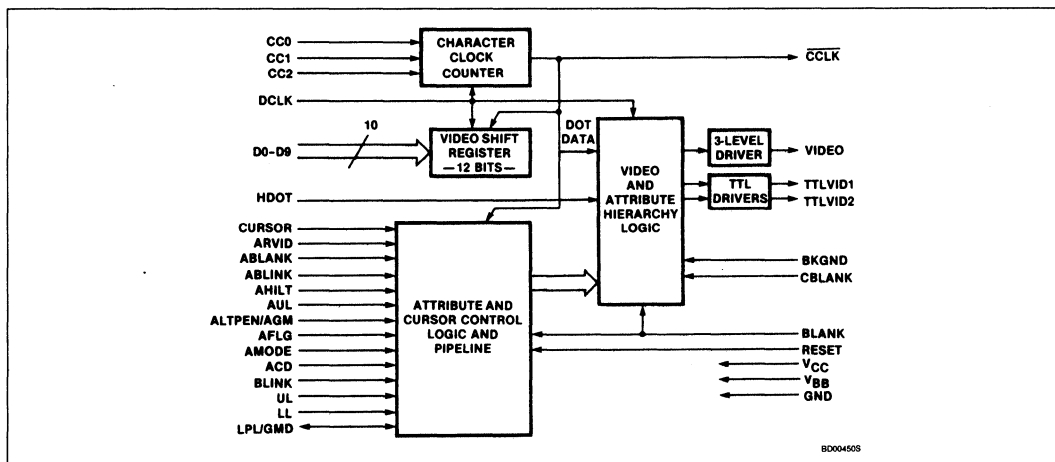 CC0
CC1
CC2
CHARACTER
CLOCK
COUNTER
CCLK
DCLK
D0-D9
10
VIDEO SHIFT
REGISTER
—12 BITS—
DOT
DATA
VIDEO
AND
ATTRIBUTE
HIERARCHY
LOGIC
3-LEVEL
DRIVER
VIDEO
TTL
DRIVERS
TTLVID1
TTLVID2
HDOT
CURSOR
ARVID
ABLANK
ABLINK
AHILT
AUL
ALTPEN/AGM
AFLG
AMODE
ACD
BLINK
UL
LL
LPL/GMD
ATTRIBUTE AND
CURSOR CONTROL
LOGIC AND
PIPELINE
BKGND
CBLANK
BLANK
RESET
VCC
VBB
GND
BD00450S